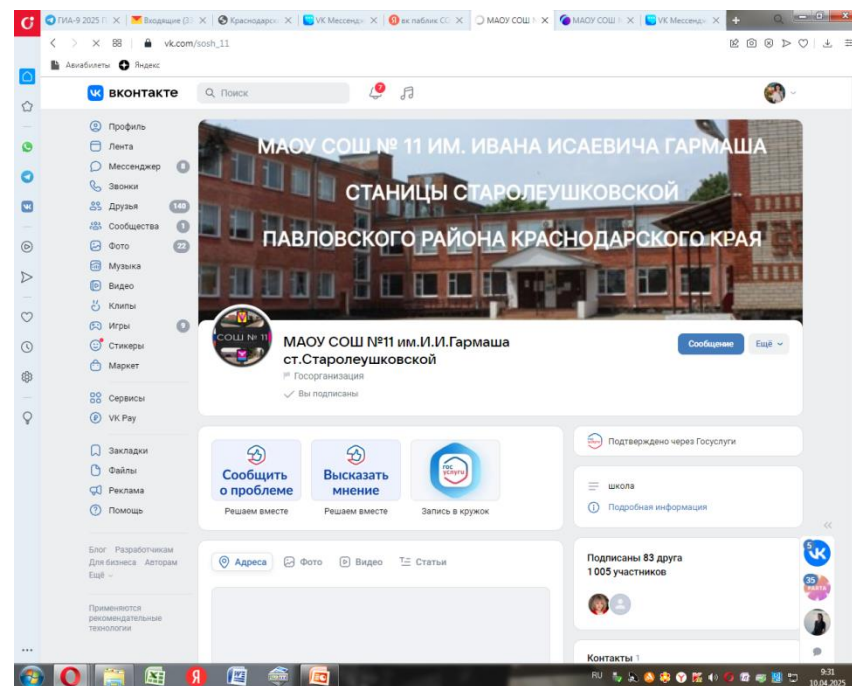 ГИА-9 2025 П
Входящие (3
Краснодарс
VK Мессенд
вк паблик СО
МАОУ СОШ №
МАОУ СОШ №
VK Мессенд
vk.com/sosh_11
Авиабилеты
Яндекс
вконтакте
Поиск
7
Профиль
Лента
Мессенджер 8
Звонки
Друзья 140
Сообщества 1
Фото 22
Музыка
Видео
Клипы
Игры 9
Стикеры
Маркет
Сервисы
VK Pay
Закладки
Файлы
Реклама
Помощь
Блог Разработчикам
Для бизнеса Авторам
Ещё
Применяются
рекомендательные
технологии
МАОУ СОШ № 11 ИМ. ИВАНА ИСАЕВИЧА ГАРМАША
СТАНИЦЫ СТАРОЛЕУШКОВСКОЙ
ПАВЛОВСКОГО РАЙОНА КРАСНОДАРСКОГО КРАЯ
СОШ № 11
МАОУ СОШ №11 им.И.И.Гармаша
ст.Старолеушковской
Госорганизация
Вы подписаны
Сообщение
Ещё
Сообщить
о проблеме
Решаем вместе
Высказать
мнение
Решаем вместе
гос
услуги
Запись в кружок
Адреса
Фото
Видео
Статьи
Подтверждено через Госуслуги
школа
Подробная информация
Подписаны 83 друга
1 005 участников
Контакты 1
5
35
RU
9:31
10.04.2025